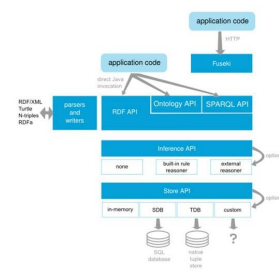 application code
HTTP
application code
Fuseki
direct Java
invocation
RDF/XML
Turtle
N-triples
RDFa
parsers
and
writers
RDF API
Ontology API
SPARQL API
Inference API
option
none
built-in rule
reasoner
external
reasoner
Store API
option
in-memory
SDB
TDB
custom
SQL
database
native
tuple
store
?